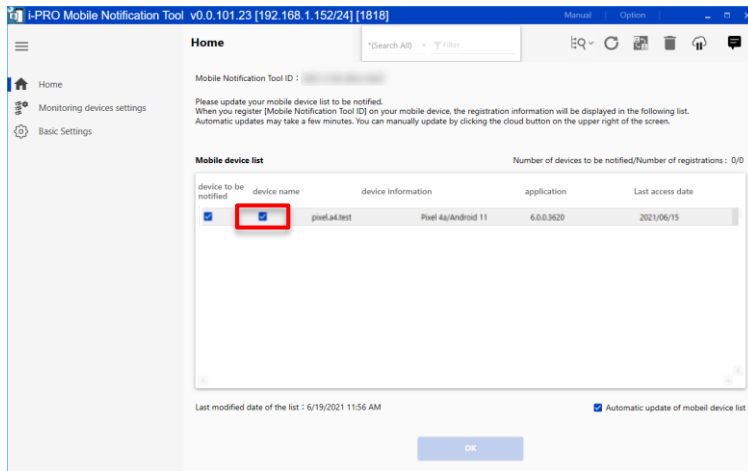 i-PRO Mobile Notification Tool v0.0.101.23 [192.168.1.152/24] [1818]
Manual
Option
Home
*(Search All)
Filter
Home
Monitoring devices settings
Basic Settings
Mobile Notification Tool ID :
Please update your mobile device list to be notified.
When you register [Mobile Notification Tool ID] on your mobile device, the registration information will be displayed in the following list.
Automatic updates may take a few minutes. You can manually update by clicking the cloud button on the upper right of the screen.
Mobile device list
Number of devices to be notified/Number of registrations : 0/0
device to be notified device name device information application Last access date
pixel.a4.test Pixel 4a/Android 11 6.0.0.3620 2021/06/15
Last modified date of the list : 6/19/2021 11:56 AM
Automatic update of mobeil device list
OK